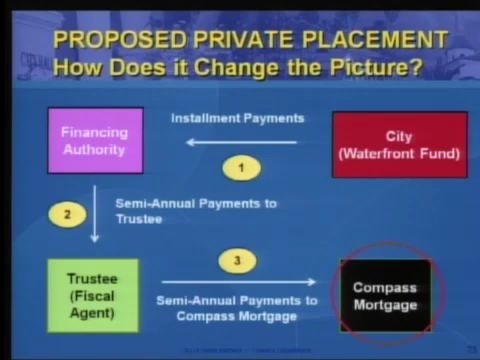 PROPOSED PRIVATE PLACEMENT
How Does it Change the Picture?
Financing
Authority
Installment Payments
1
City
(Waterfront Fund)
2
Semi-Annual Payments to
Trustee
3
Trustee
(Fiscal
Agent)
Semi-Annual Payments to
Compass Mortgage
Compass
Mortgage